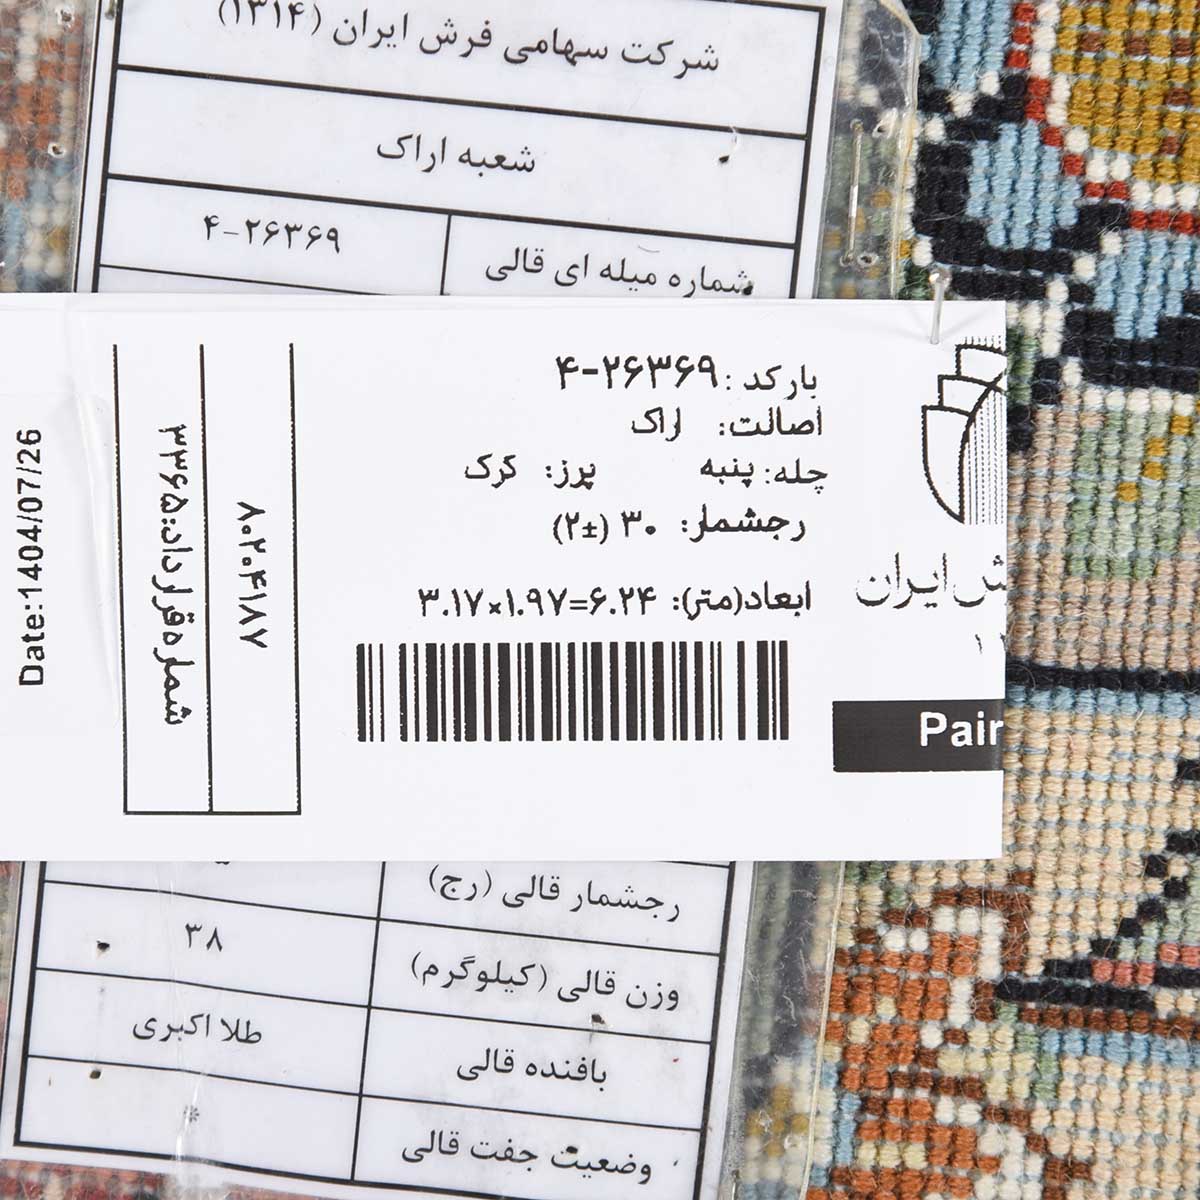 شرکت سهامی فرش ایران (۱۳۱۴)
شعبه اراک
شماره میله ای قالی ۴-۲۶۳۶۹
بارکد: ۴-۲۶۳۶۹
اصالت: اراک
چله: پنبه پرز: کرک
رجشمار: ۳۰ (±۲)
ابعاد(متر): ۳.۱۷×۱.۹۷=۶.۲۴
ش ایران
Pair
۸۰۲۰۴۱۸۷
شماره قرارداد: ۳۳۶۵
Date:1404/07/26
رجشمار قالی (رج)
وزن قالی (کیلوگرم) ۳۸
بافنده قالی طلا اکبری
وضعیت جفت قالی *